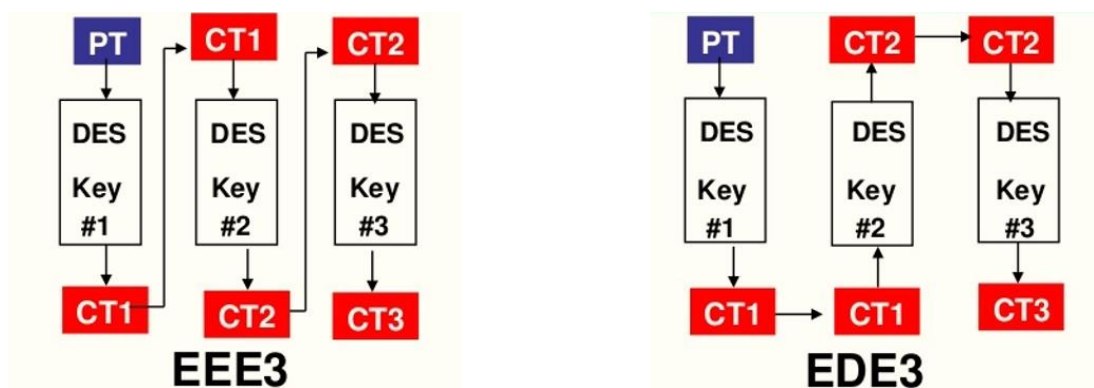 PT CT1 CT2
DES DES DES
Key Key Key
#1 #2 #3
CT1 CT2 CT3
EEE3
PT CT2 CT2
DES DES DES
Key Key Key
#1 #2 #3
CT1 CT1 CT3
EDE3